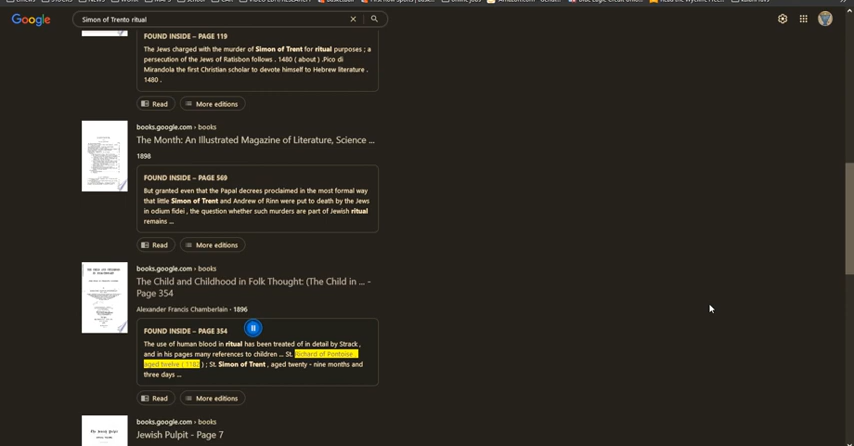 Google
Simon of Trento ritual
FOUND INSIDE – PAGE 119
The Jews charged with the murder of Simon of Trent for ritual purposes ; a
persecution of the Jews of Ratisbon follows . 1480 ( about ) .Pico di
Mirandola the first Christian scholar to devote himself to Hebrew literature .
1480 .
Read
More editions
books.google.com › books
The Month: An Illustrated Magazine of Literature, Science ...
1898
FOUND INSIDE – PAGE 569
But granted even that the Papal decrees proclaimed in the most formal way
that little Simon of Trent and Andrew of Rinn were put to death by the Jews
in odium fidei , the question whether such murders are part of Jewish ritual
remains ...
Read
More editions
books.google.com › books
The Child and Childhood in Folk Thought: (The Child in ... -
Page 354
Alexander Francis Chamberlain · 1896
FOUND INSIDE – PAGE 354
The use of human blood in ritual has been treated of in detail by Strack ,
and in his pages many references to children ... St. Richard of Pontoise ,
aged twelve ( 1182 ) ; St. Simon of Trent , aged twenty - nine months and
three days ...
Read
More editions
books.google.com › books
Jewish Pulpit - Page 7